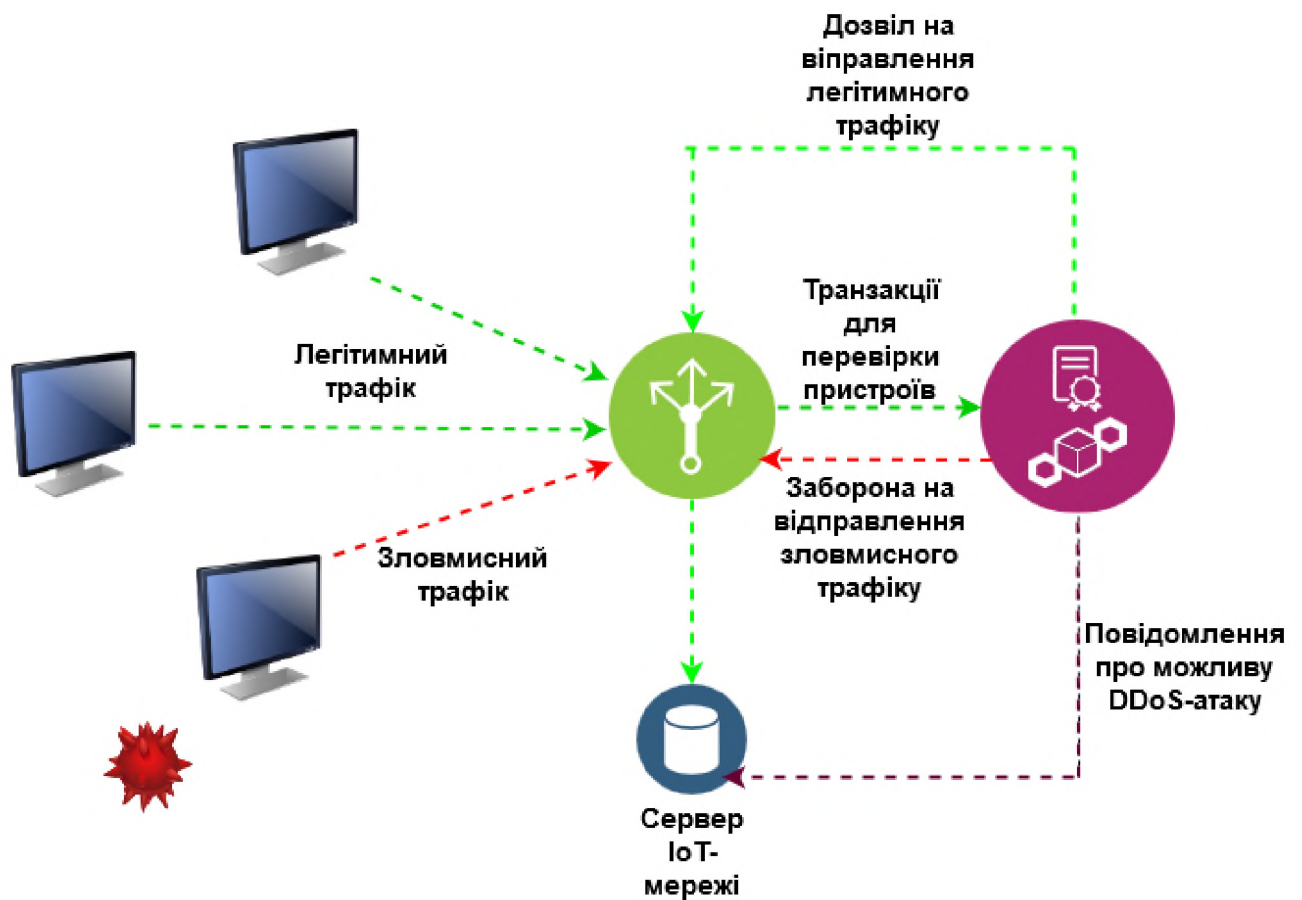 Дозвіл на
віправлення
легітимного
трафіку
Транзакції
для
перевірки
пристроїв
Легітимний
трафік
Заборона на
відправлення
зловмисного
трафіку
Зловмисний
трафік
Повідомлення
про можливу
DDoS-атаку
Сервер
IoT-
мережі